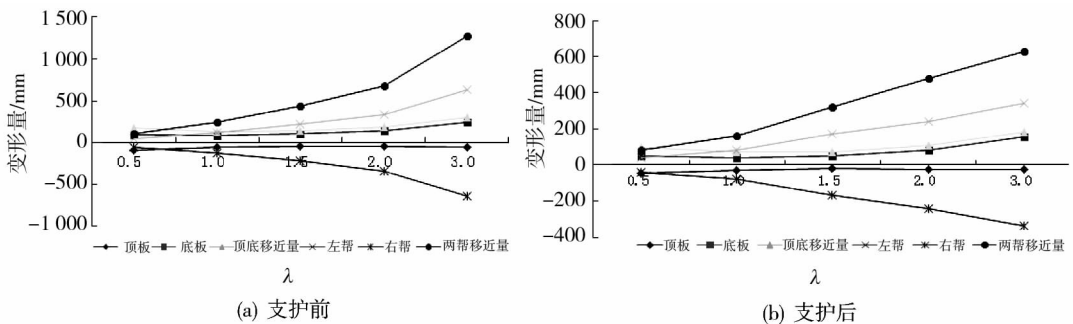 1 500
1 000
500
0
−500
−1 000
变形量/mm
0.5 1.0 1.5 2.0 3.0
顶板 底板 顶底移近量 左帮 右帮 两帮移近量
λ
(a) 支护前
800
600
400
200
0
−200
−400
变形量/mm
0.5 1.0 1.5 2.0 3.0
顶板 底板 顶底移近量 左帮 右帮 两帮移近量
λ
(b) 支护后